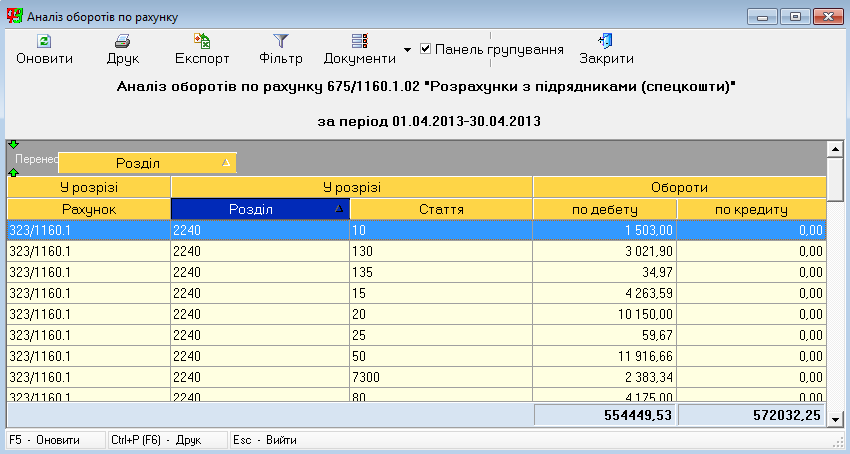 Аналіз оборотів по рахунку
Оновити Друк Експорт Фільтр Документи Панель групування Закрити
Аналіз оборотів по рахунку 675/1160.1.02 "Розрахунки з підрядниками (спецкошти)"
за період 01.04.2013-30.04.2013
Перенес Розділ
У розрізі У розрізі Обороти
Рахунок Розділ Стаття по дебету по кредиту
323/1160.1 2240 10 1 503,00 0,00
323/1160.1 2240 130 3 021,90 0,00
323/1160.1 2240 135 34,97 0,00
323/1160.1 2240 15 4 263,59 0,00
323/1160.1 2240 20 10 150,00 0,00
323/1160.1 2240 25 59,67 0,00
323/1160.1 2240 50 11 916,66 0,00
323/1160.1 2240 7300 2 383,34 0,00
323/1160.1 2240 80 4 175,00 0,00
554449,53 572032,25
F5 - Оновити Ctrl+P (F6) - Друк Esc - Вийти